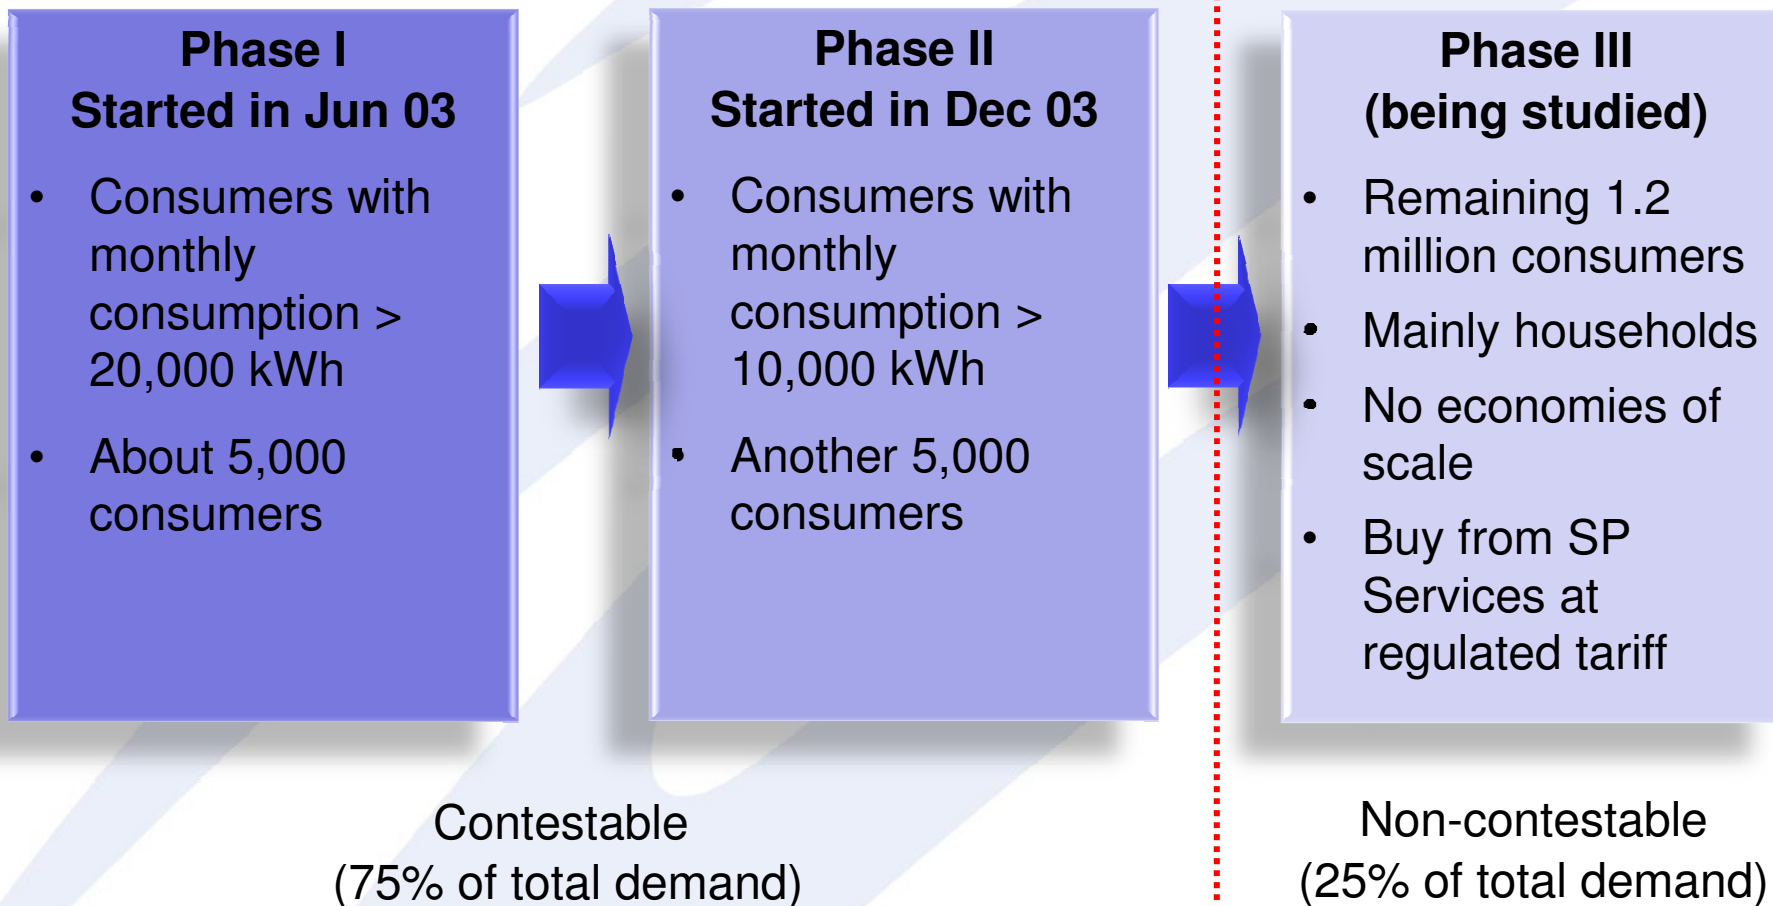 Phase I
Started in Jun 03
• Consumers with
monthly
consumption >
20,000 kWh
• About 5,000
consumers
Phase II
Started in Dec 03
• Consumers with
monthly
consumption >
10,000 kWh
• Another 5,000
consumers
Phase III
(being studied)
• Remaining 1.2
million consumers
• Mainly households
• No economies of
scale
• Buy from SP
Services at
regulated tariff
Contestable
(75% of total demand)
Non-contestable
(25% of total demand)